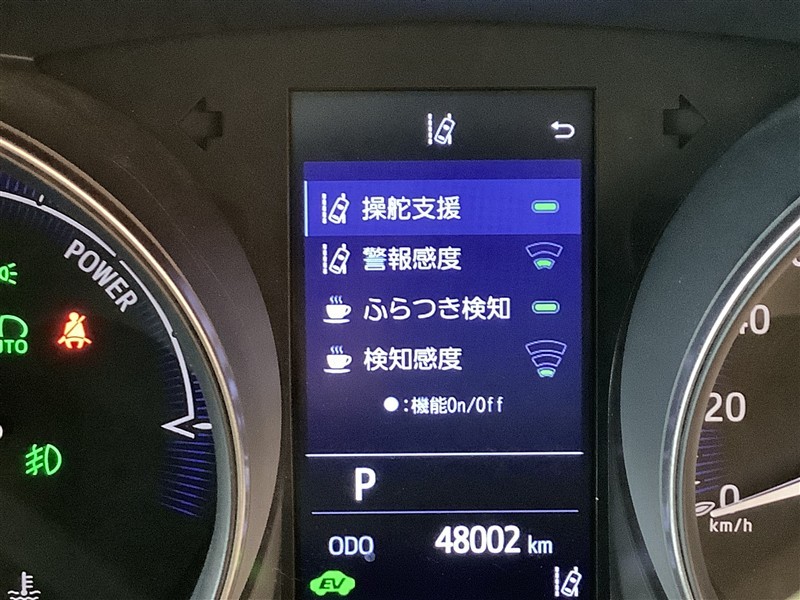 操舵支援
警報感度
ふらつき検知
検知感度
●:機能On/Off
P
ODO 48002 km
EV
POWER
AUTO
40
20
0
km/h